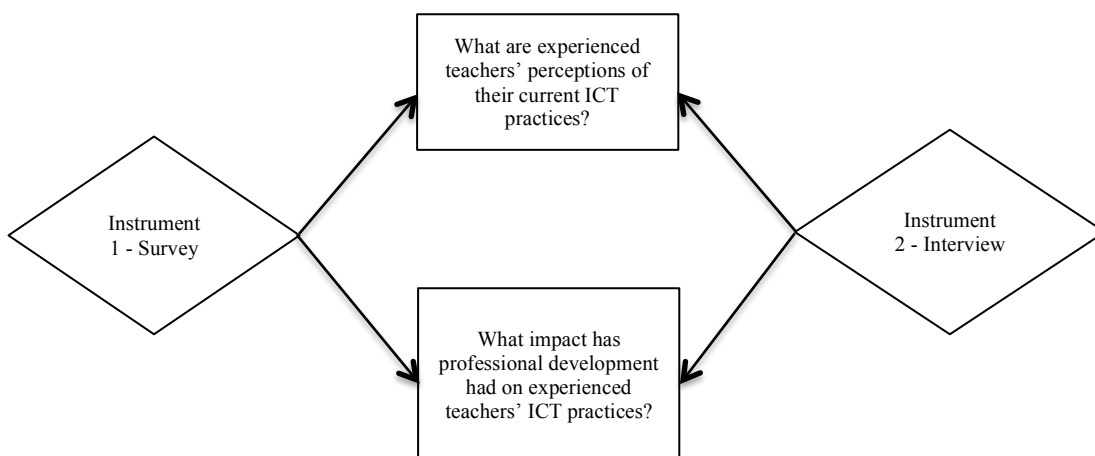 What are experienced
teachers’ perceptions of
their current ICT
practices?
Instrument
1 - Survey
Instrument
2 - Interview
What impact has
professional development
had on experienced
teachers’ ICT practices?